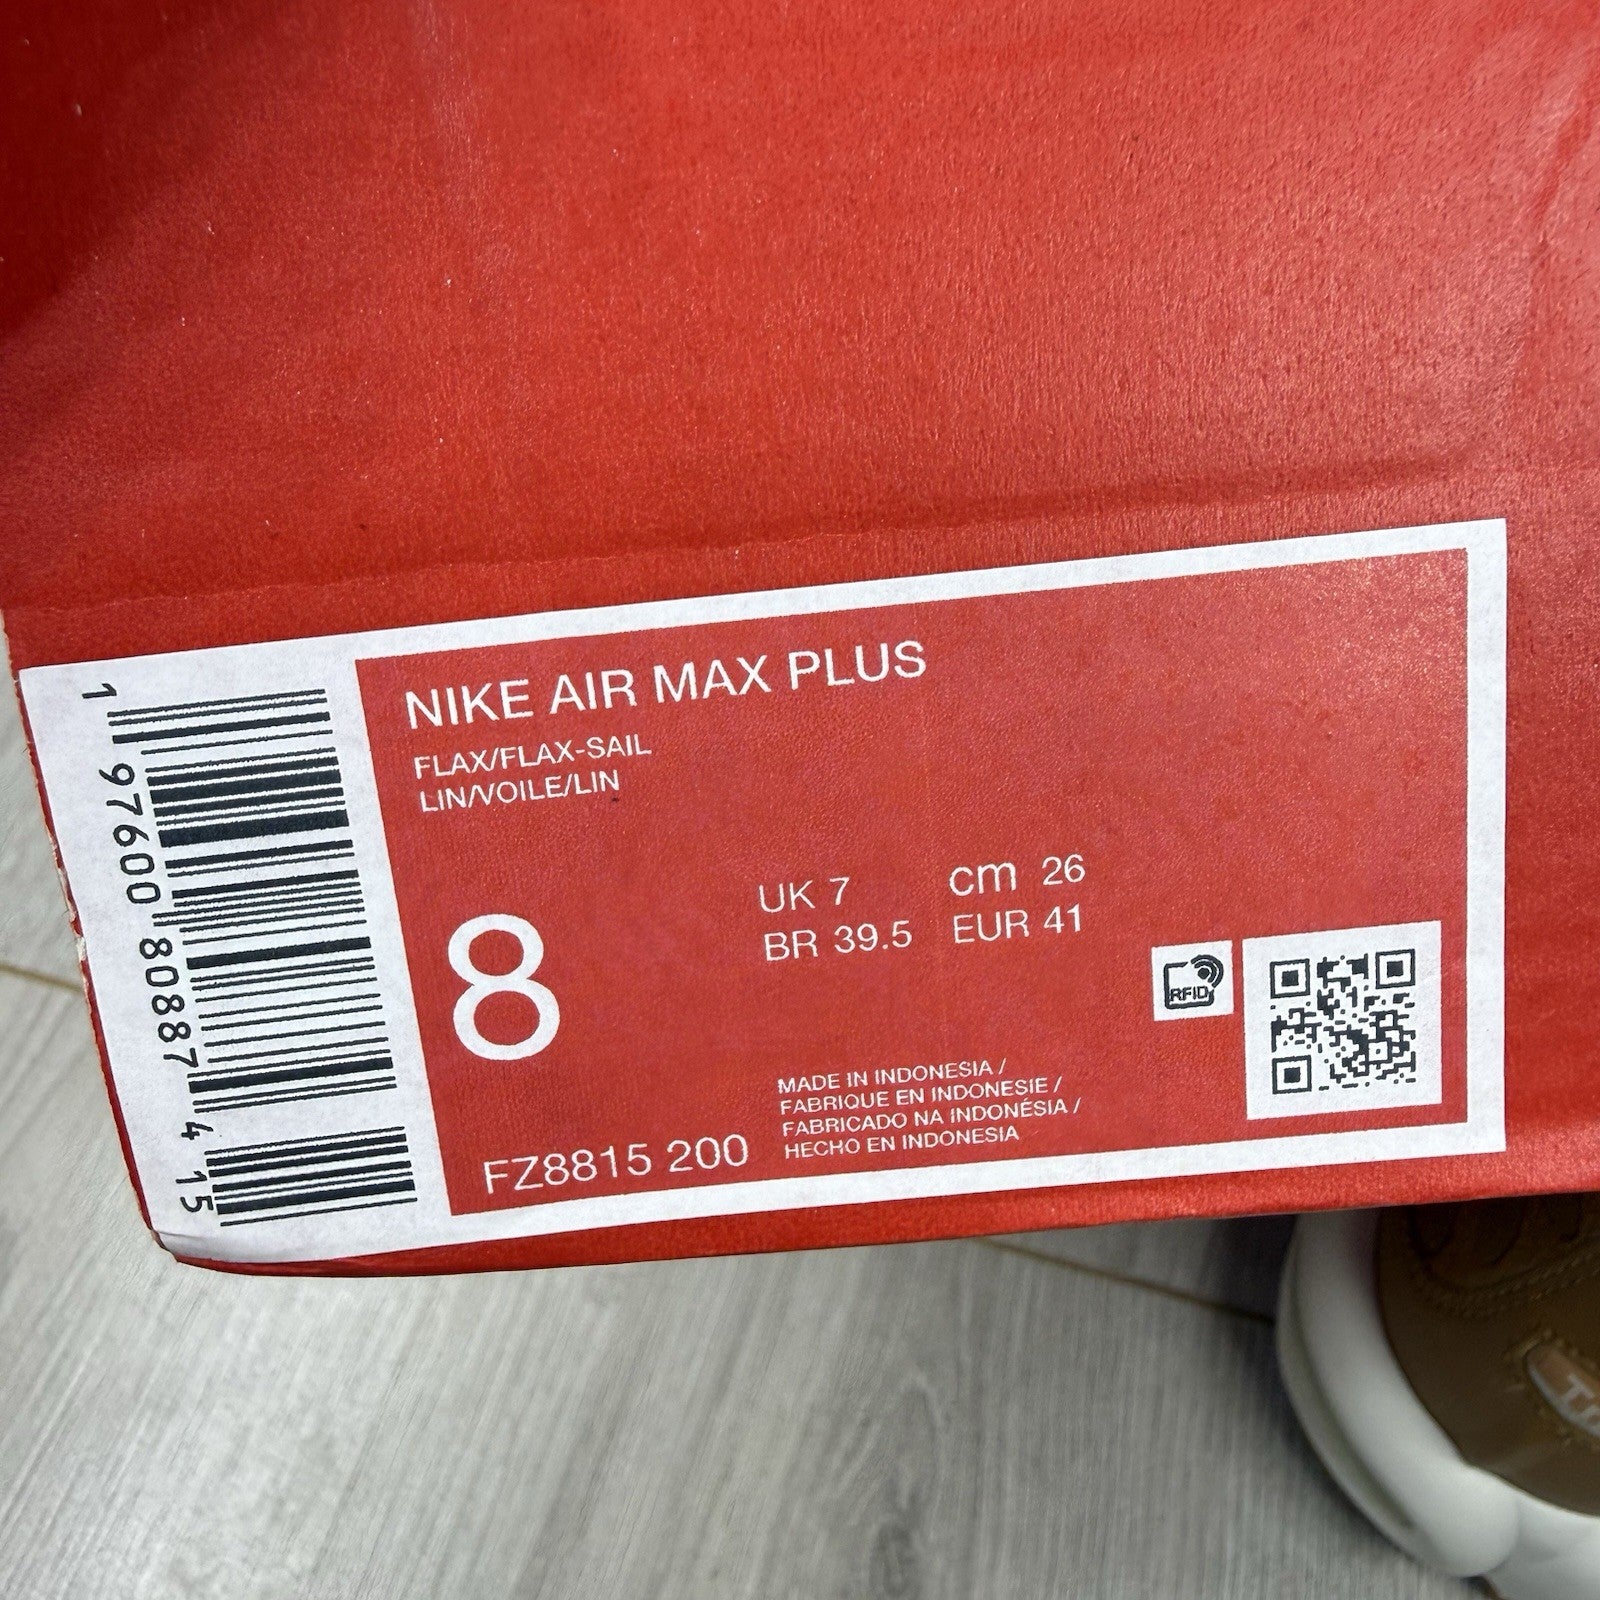 NIKE AIR MAX PLUS
FLAX/FLAX-SAIL
LIN/VOILE/LIN
8
UK 7 cm 26
BR 39.5 EUR 41
RFID
MADE IN INDONESIA /
FABRIQUE EN INDONESIE /
FABRICADO NA INDONÉSIA /
HECHO EN INDONESIA
FZ8815 200
1 97600 80887 4 15